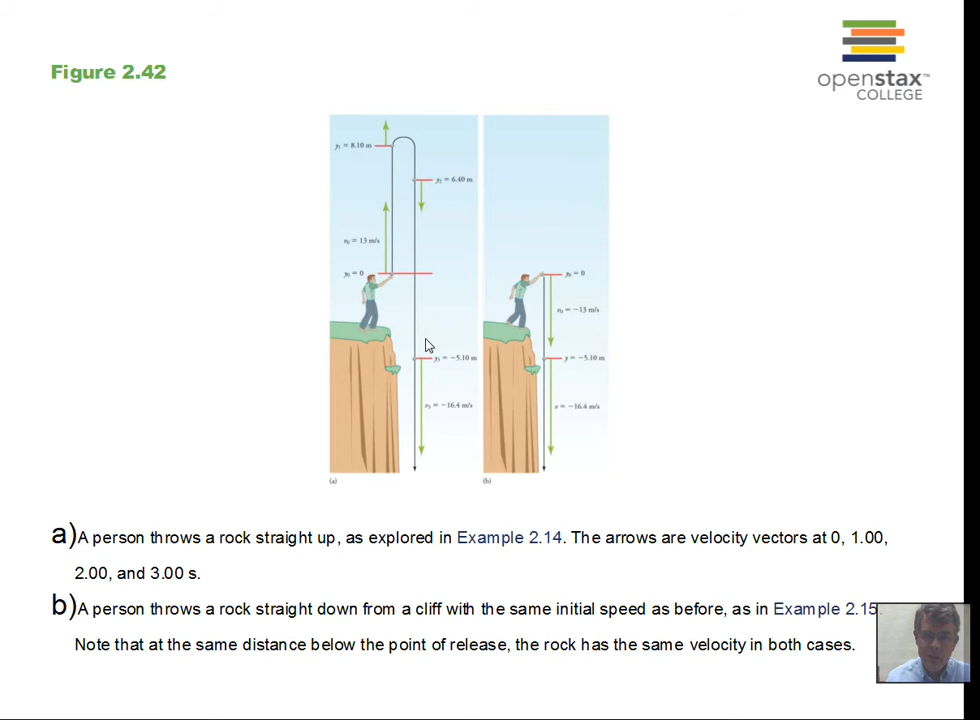 Figure 2.42
openstax™
COLLEGE
y₁ = 8.10 m
y₂ = 6.40 m
v₀ = 13 m/s
y₀ = 0
y₃ = −5.10 m
v₃ = −16.4 m/s
(a)
y₀ = 0
v₀ = −13 m/s
y = −5.10 m
v = −16.4 m/s
(b)
a) A person throws a rock straight up, as explored in Example 2.14. The arrows are velocity vectors at 0, 1.00,
2.00, and 3.00 s.
b) A person throws a rock straight down from a cliff with the same initial speed as before, as in Example 2.15
Note that at the same distance below the point of release, the rock has the same velocity in both cases.